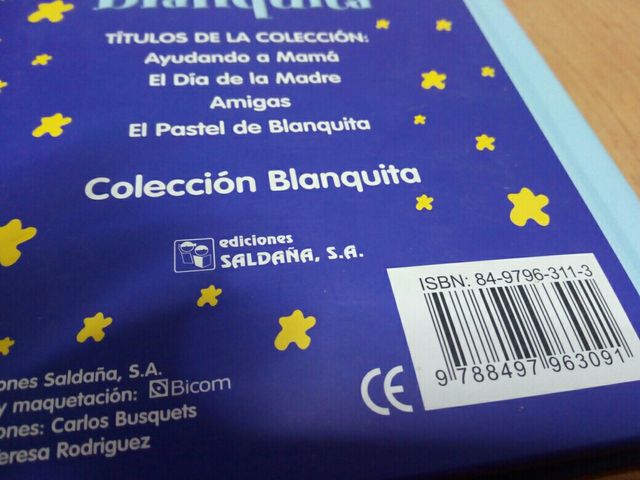 Blanquita
TÍTULOS DE LA COLECCIÓN:
Ayudando a Mamá
El Día de la Madre
Amigas
El Pastel de Blanquita
Colección Blanquita
ediciones
SALDAÑA, S.A.
ISBN: 84-9796-311-3
9 788497 963091
CE
ones Saldaña, S.A.
y maquetación: Bicom
ones: Carlos Busquets
eresa Rodriguez